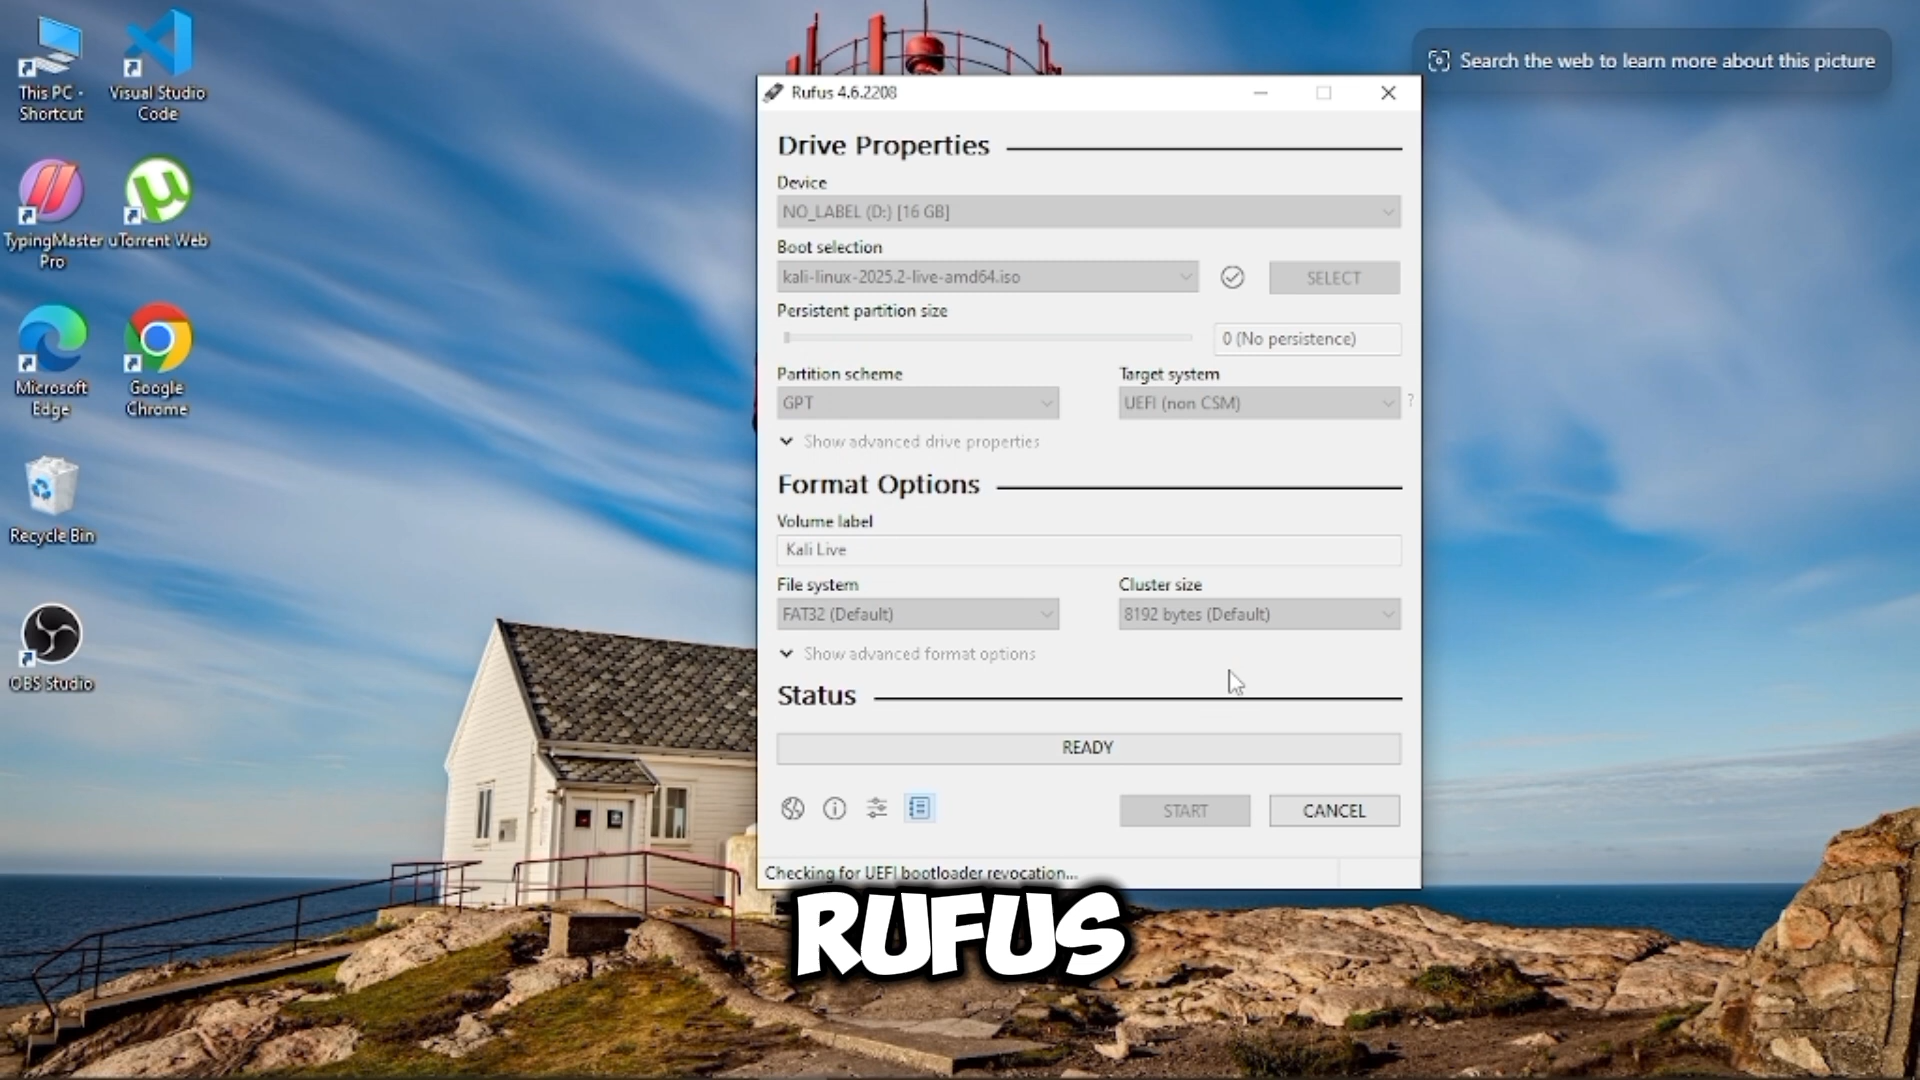 This PC -
Shortcut
Visual Studio
Code
TypingMaster
Pro
uTorrent Web
Microsoft
Edge
Google
Chrome
Recycle Bin
OBS Studio
Search the web to learn more about this picture
Rufus 4.6.2208
Drive Properties
Device
NO_LABEL (D:) [16 GB]
Boot selection
kali-linux-2025.2-live-amd64.iso
SELECT
Persistent partition size
0 (No persistence)
Partition scheme
Target system
GPT
UEFI (non CSM)
?
Show advanced drive properties
Format Options
Volume label
Kali Live
File system
Cluster size
FAT32 (Default)
8192 bytes (Default)
Show advanced format options
Status
READY
START
CANCEL
Checking for UEFI bootloader revocation...
RUFUS